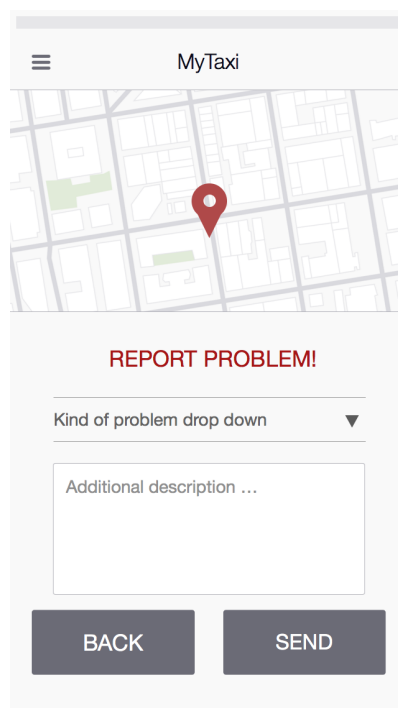 MyTaxi
REPORT PROBLEM!
Kind of problem drop down
Additional description ...
BACK
SEND